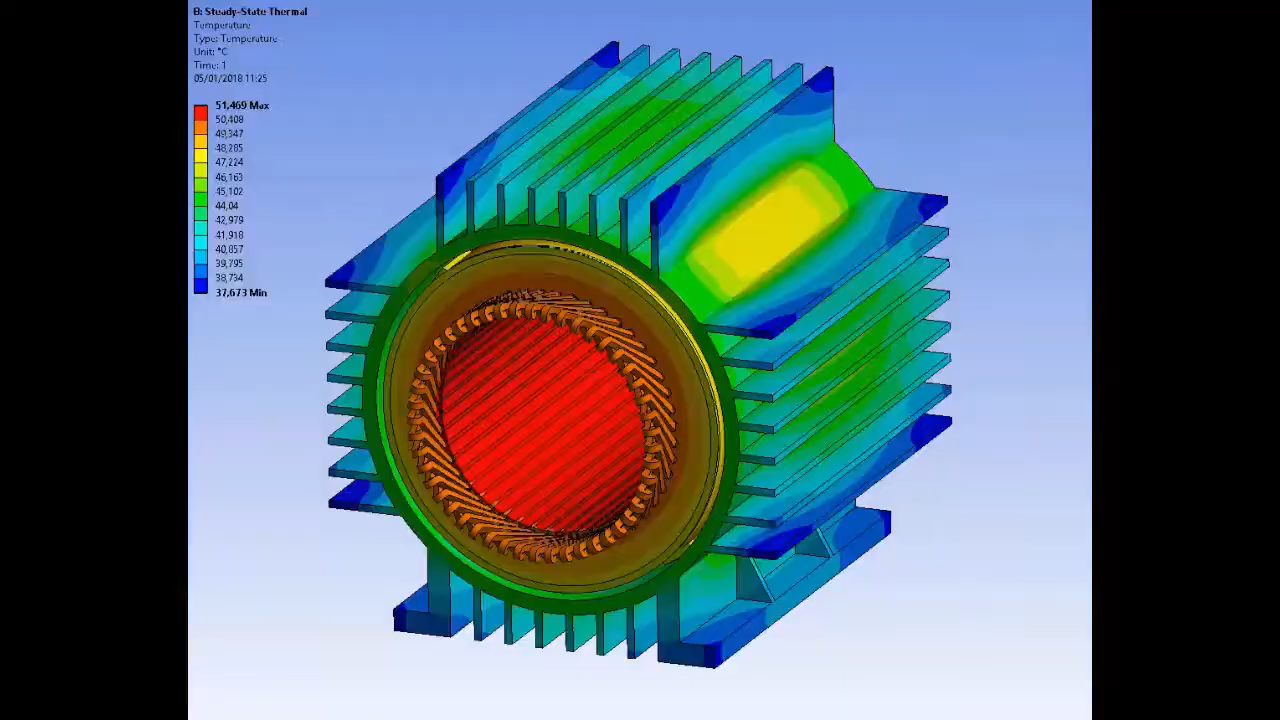 B: Steady-State Thermal
Temperature
Type: Temperature
Unit: °C
Time: 1
05/01/2018 11:25
51,469 Max
50,408
49,347
48,285
47,224
46,163
45,102
44,04
42,979
41,918
40,857
39,795
38,734
37,673 Min